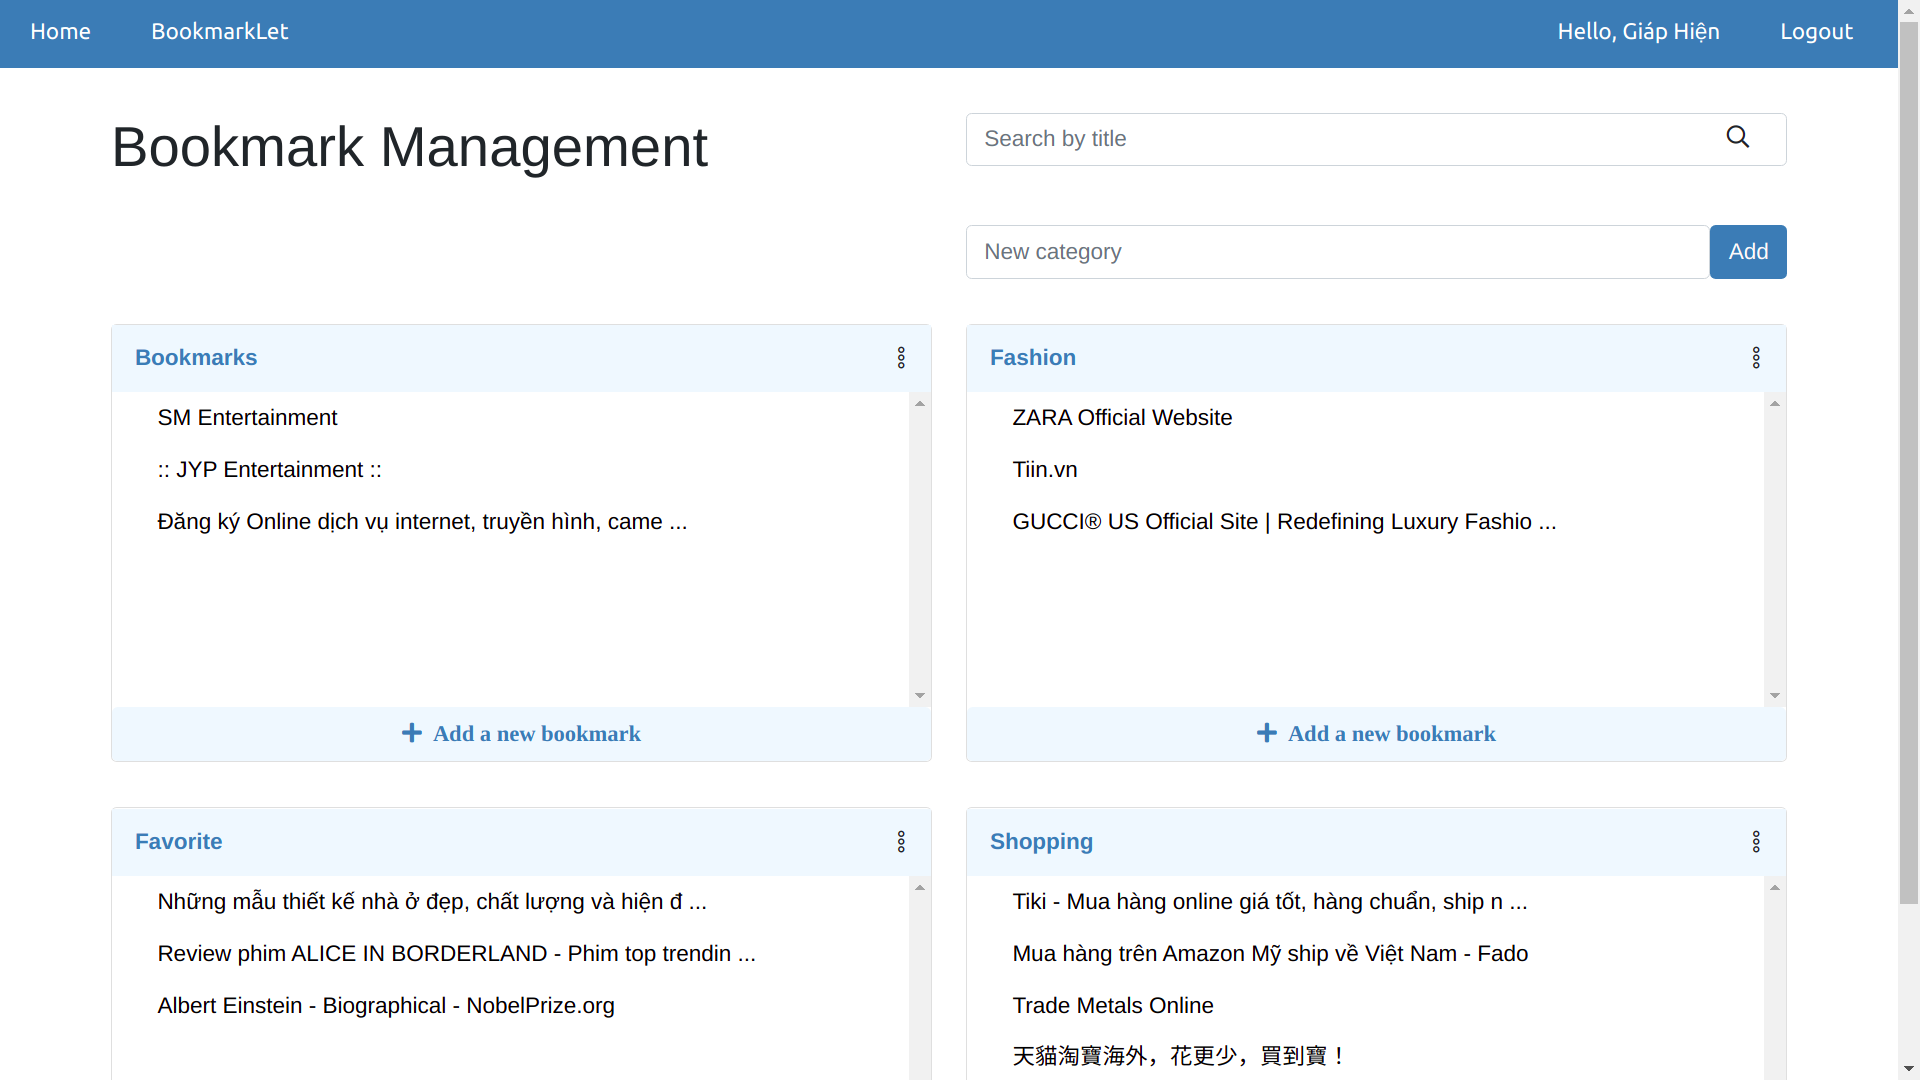 Home
BookmarkLet
Hello, Giáp Hiện
Logout
Bookmark Management
Search by title
New category
Add
Bookmarks
SM Entertainment
:: JYP Entertainment ::
Đăng ký Online dịch vụ internet, truyền hình, came ...
Add a new bookmark
Fashion
ZARA Official Website
Tiin.vn
GUCCI® US Official Site | Redefining Luxury Fashio ...
Add a new bookmark
Favorite
Những mẫu thiết kế nhà ở đẹp, chất lượng và hiện đ ...
Review phim ALICE IN BORDERLAND - Phim top trendin ...
Albert Einstein - Biographical - NobelPrize.org
Shopping
Tiki - Mua hàng online giá tốt, hàng chuẩn, ship n ...
Mua hàng trên Amazon Mỹ ship về Việt Nam - Fado
Trade Metals Online
天貓淘寶海外，花更少，買到寶！